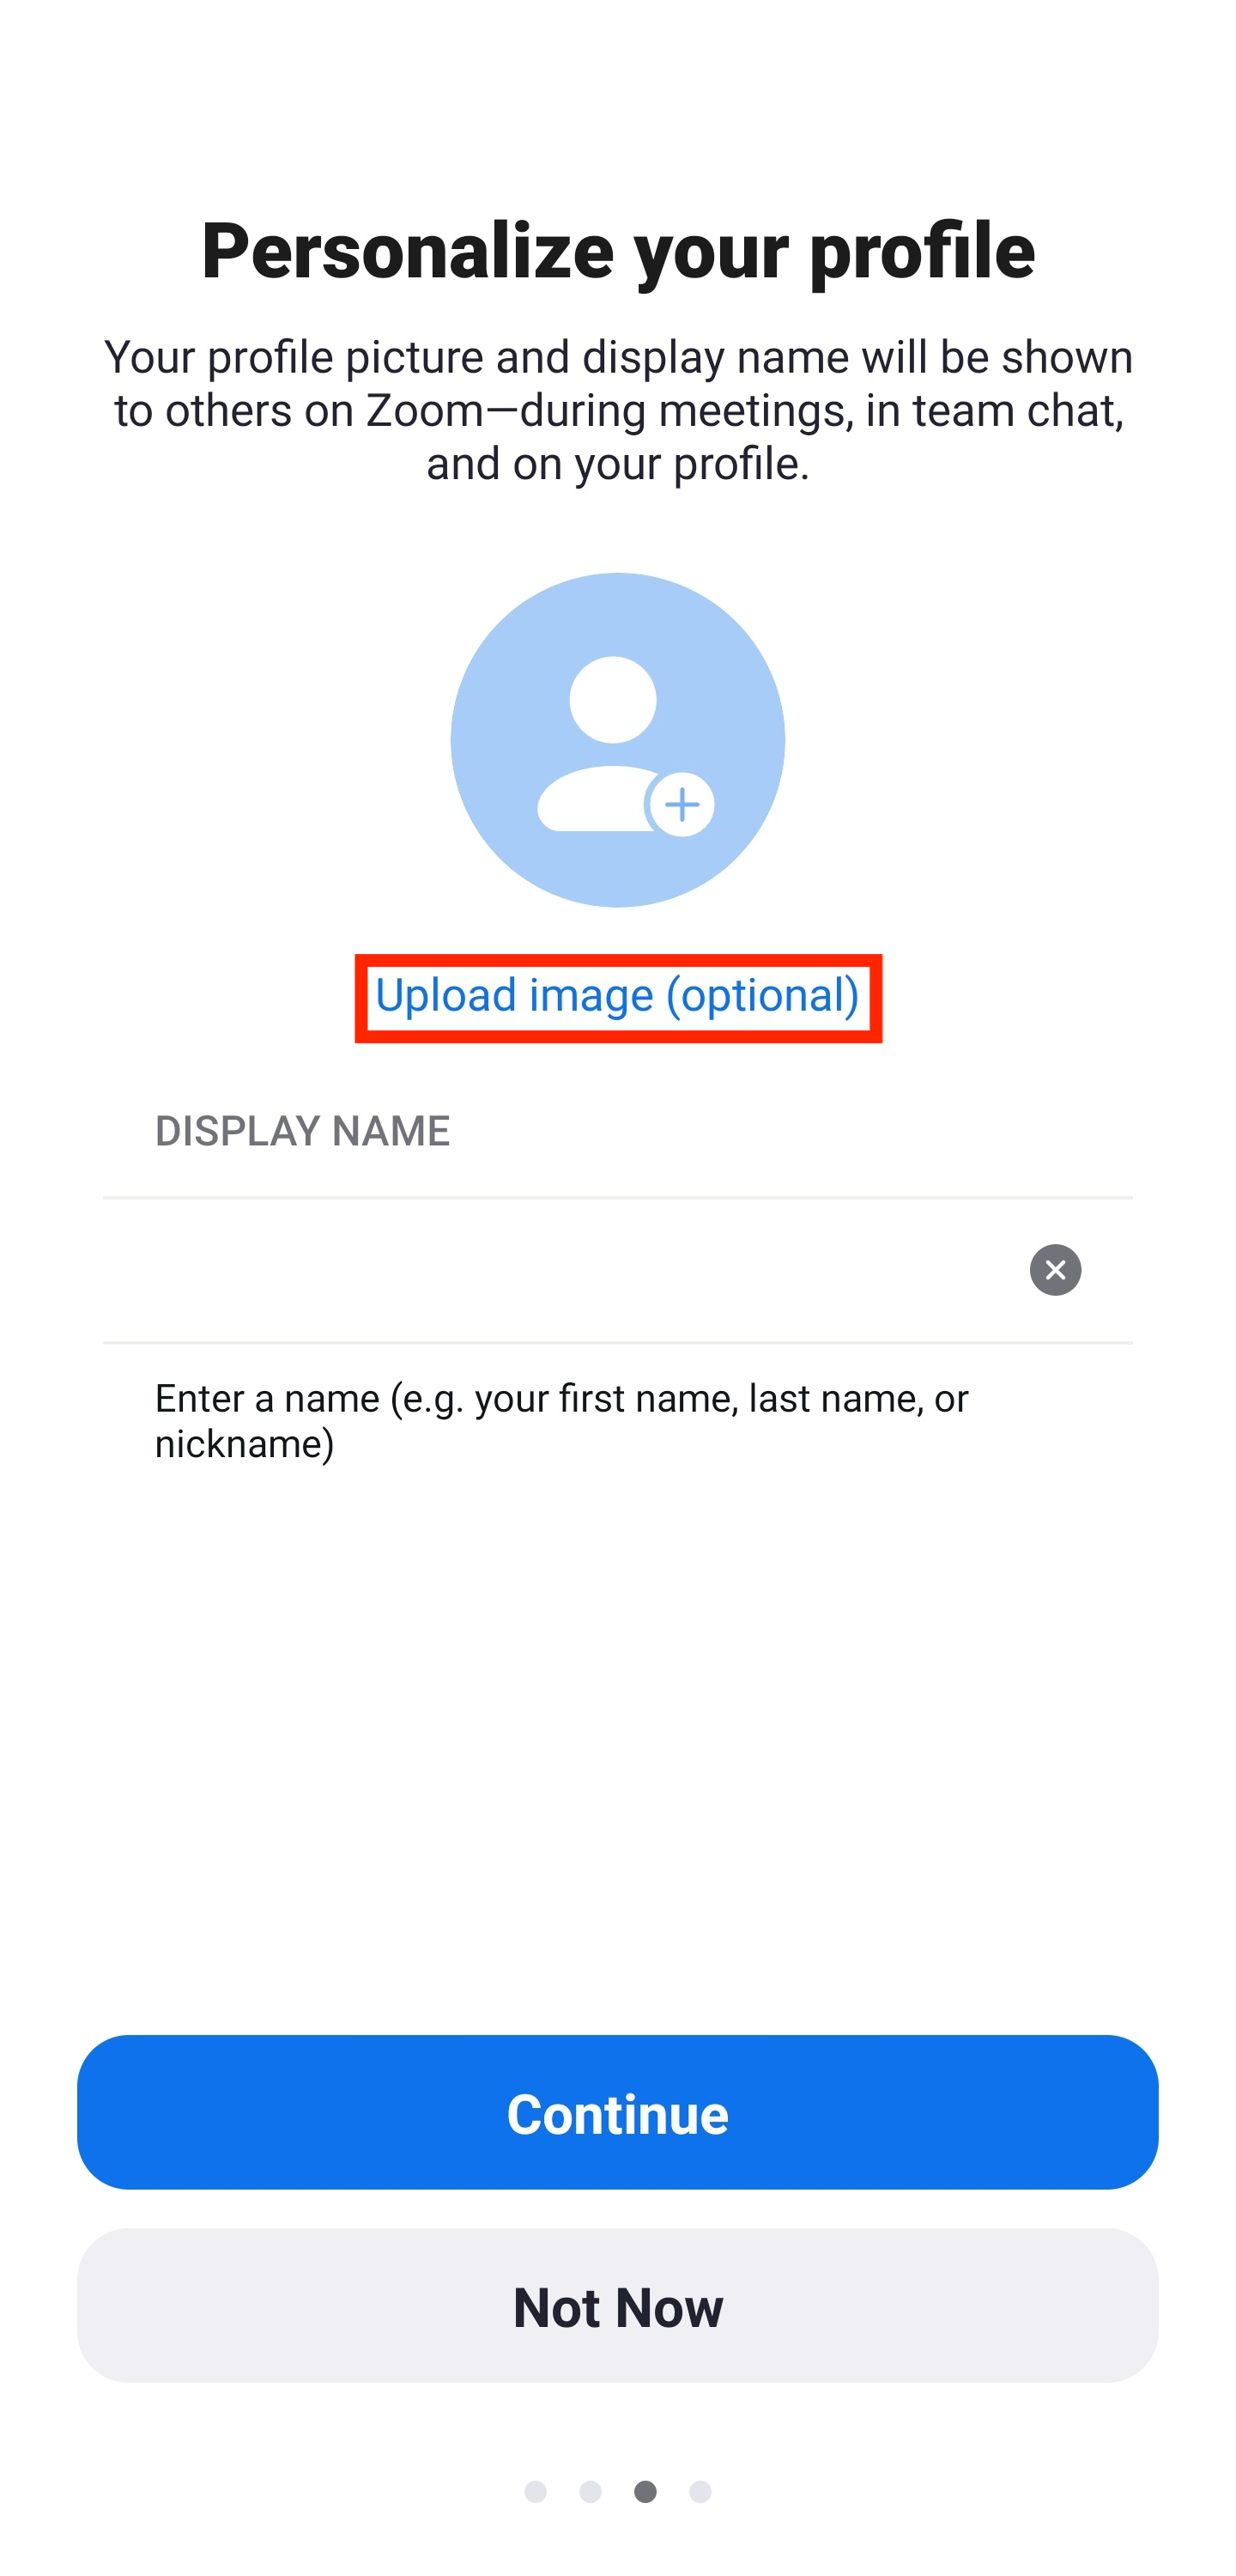 Personalize your profile
Your profile picture and display name will be shown
to others on Zoom—during meetings, in team chat,
and on your profile.
Upload image (optional)
DISPLAY NAME
Enter a name (e.g. your first name, last name, or
nickname)
Continue
Not Now